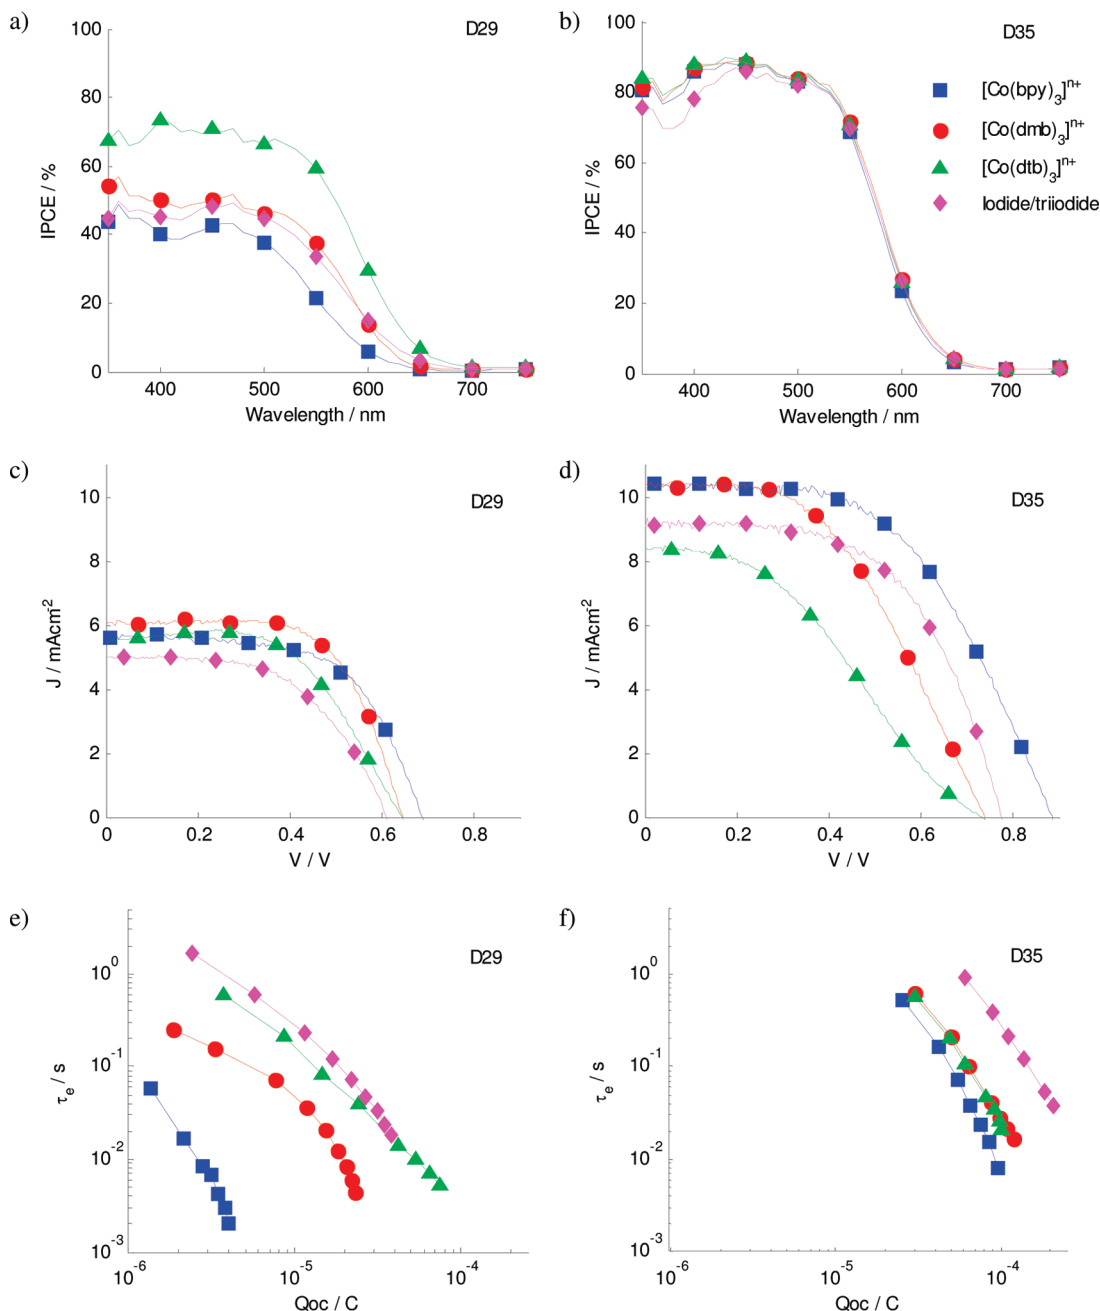 a)
D29
100
80
60
40
20
0
IPCE / %
400 500 600 700
Wavelength / nm
b)
D35
100
80
60
40
20
0
IPCE / %
400 500 600 700
Wavelength / nm
[Co(bpy)3]n+
[Co(dmb)3]n+
[Co(dtb)3]n+
Iodide/triiodide
c)
D29
10
8
6
4
2
0
J / mAcm-2
0 0.2 0.4 0.6 0.8
V / V
d)
D35
10
8
6
4
2
0
J / mAcm-2
0 0.2 0.4 0.6 0.8
V / V
e)
D29
10^0
10^-1
10^-2
10^-3
τe / s
10^-6 10^-5 10^-4
Qoc / C
f)
D35
10^0
10^-1
10^-2
10^-3
τe / s
10^-6 10^-5 10^-4
Qoc / C